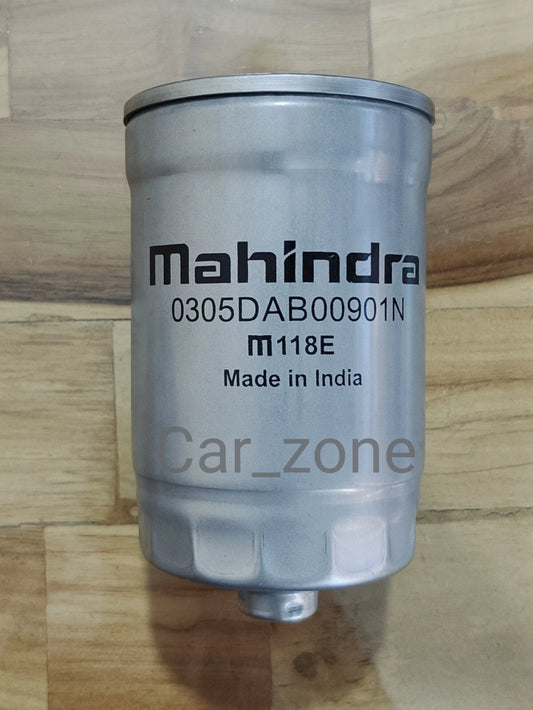 Mahindra
0305DAB00901N
m118E
Made in India
Car_zone